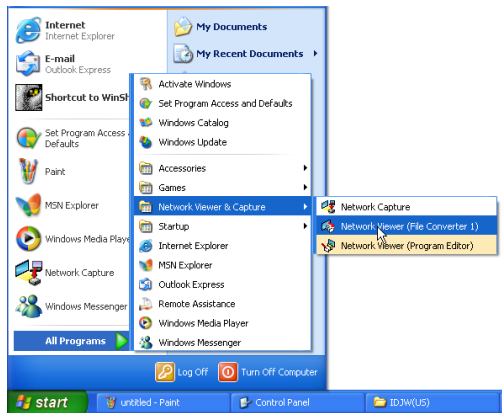 Internet
Internet Explorer
E-mail
Outlook Express
Shortcut to WinSh
Set Program Access
Defaults
Paint
MSN Explorer
Windows Media Playe
Network Capture
Windows Messenger
All Programs
My Documents
My Recent Documents
Activate Windows
Set Program Access and Defaults
Windows Catalog
Windows Update
Accessories
Games
Network Viewer & Capture
Startup
Internet Explorer
MSN Explorer
Outlook Express
Remote Assistance
Windows Media Player
Windows Messenger
Network Capture
Network Viewer (File Converter 1)
Network Viewer (Program Editor)
Log Off
Turn Off Computer
start
untitled - Paint
Control Panel
IDJW(US)